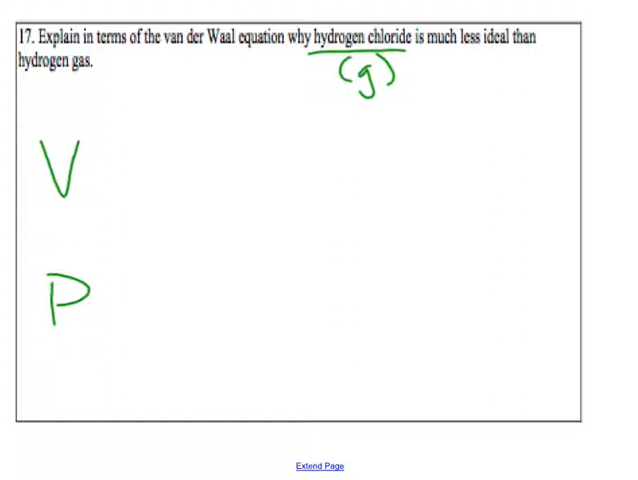 17. Explain in terms of the van der Waal equation why hydrogen chloride is much less ideal than
hydrogen gas.
(g)
V
P
Extend Page